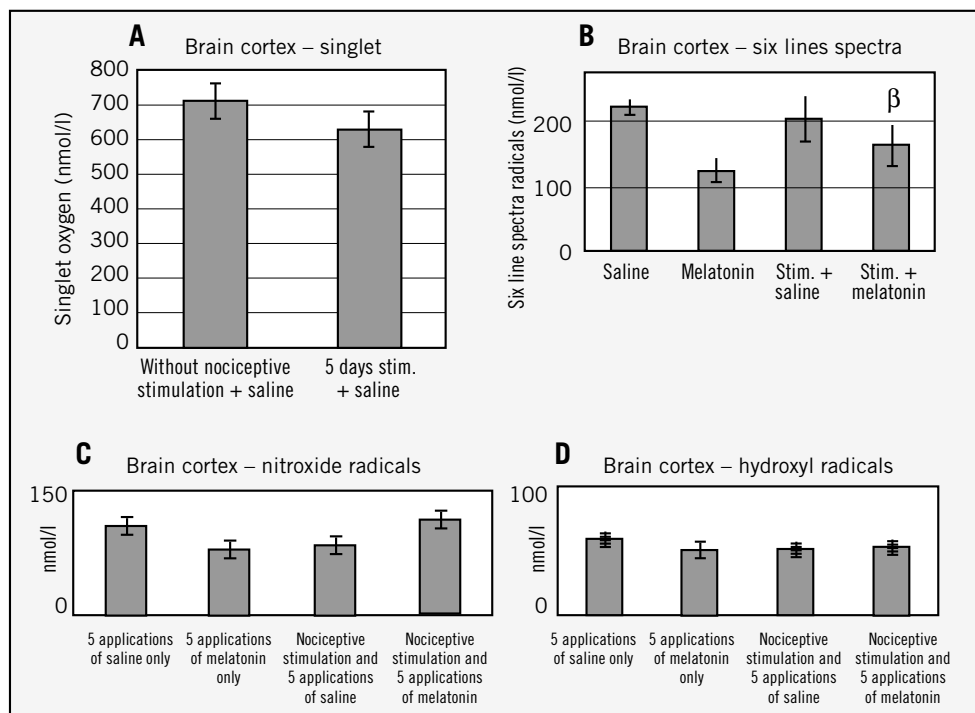 A
Brain cortex – singlet
Singlet oxygen (nmol/l)
800
700
600
500
400
300
200
100
0
Without nociceptive
stimulation + saline
5 days stim.
+ saline
B
Brain cortex – six lines spectra
Six line spectra radicals (nmol/l)
200
100
0
β
Saline
Melatonin
Stim. +
saline
Stim. +
melatonin
C
Brain cortex – nitroxide radicals
nmol/l
150
0
5 applications
of saline only
5 applications
of melatonin
only
Nociceptive
stimulation and
5 applications
of saline
Nociceptive
stimulation and
5 applications
of melatonin
D
Brain cortex – hydroxyl radicals
nmol/l
100
0
5 applications
of saline only
5 applications
of melatonin
only
Nociceptive
stimulation and
5 applications of
saline
Nociceptive
stimulation and
5 applications
of melatonin